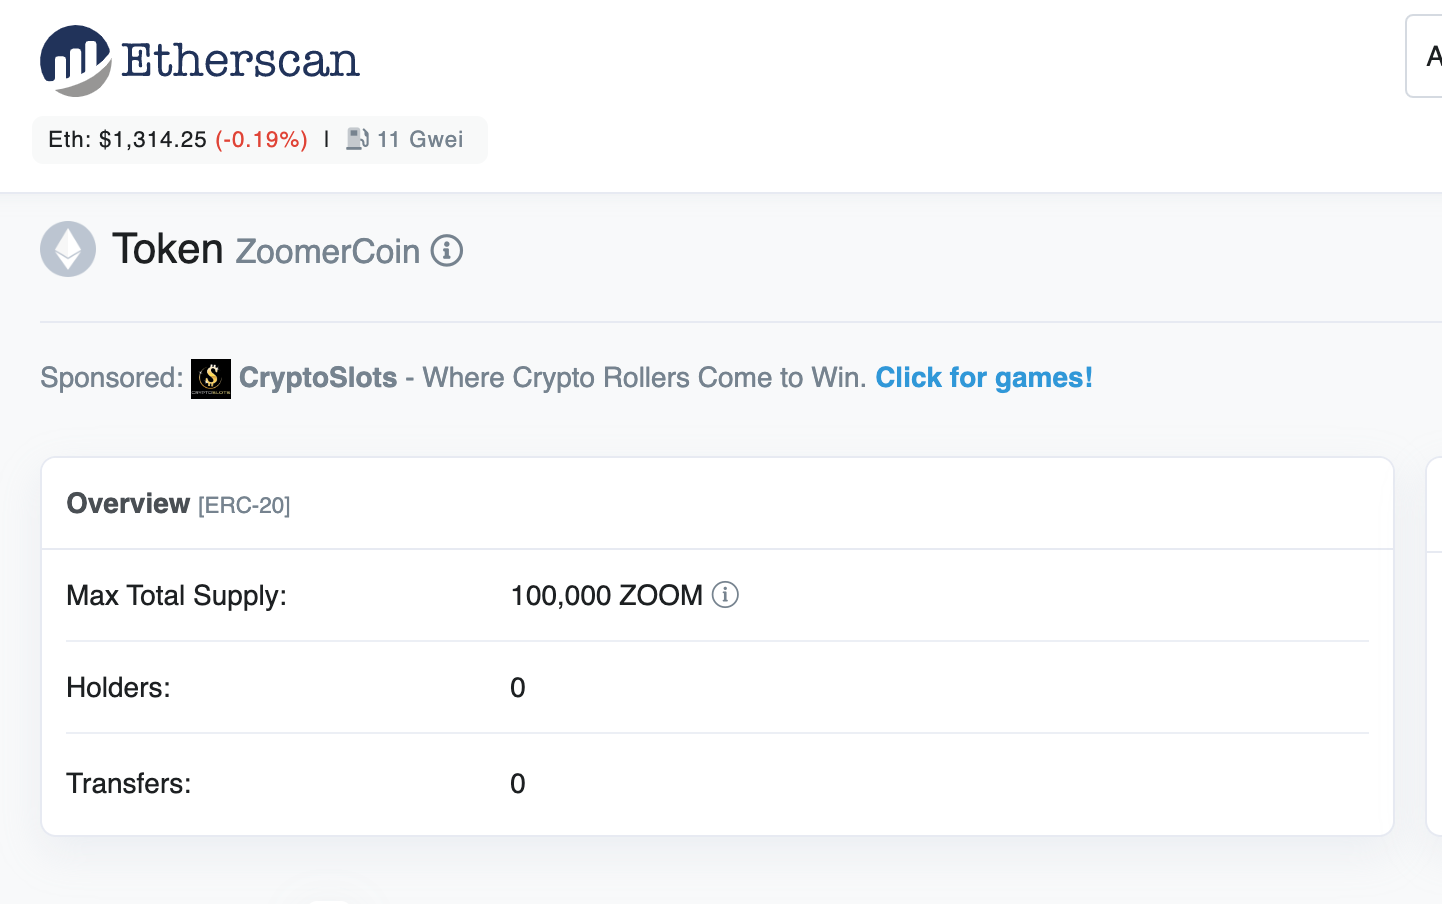 Etherscan
A
Eth: $1,314.25 (-0.19%) | 11 Gwei
Token ZoomerCoin
Sponsored: CryptoSlots - Where Crypto Rollers Come to Win. Click for games!
Overview [ERC-20]
Max Total Supply: 100,000 ZOOM
Holders: 0
Transfers: 0